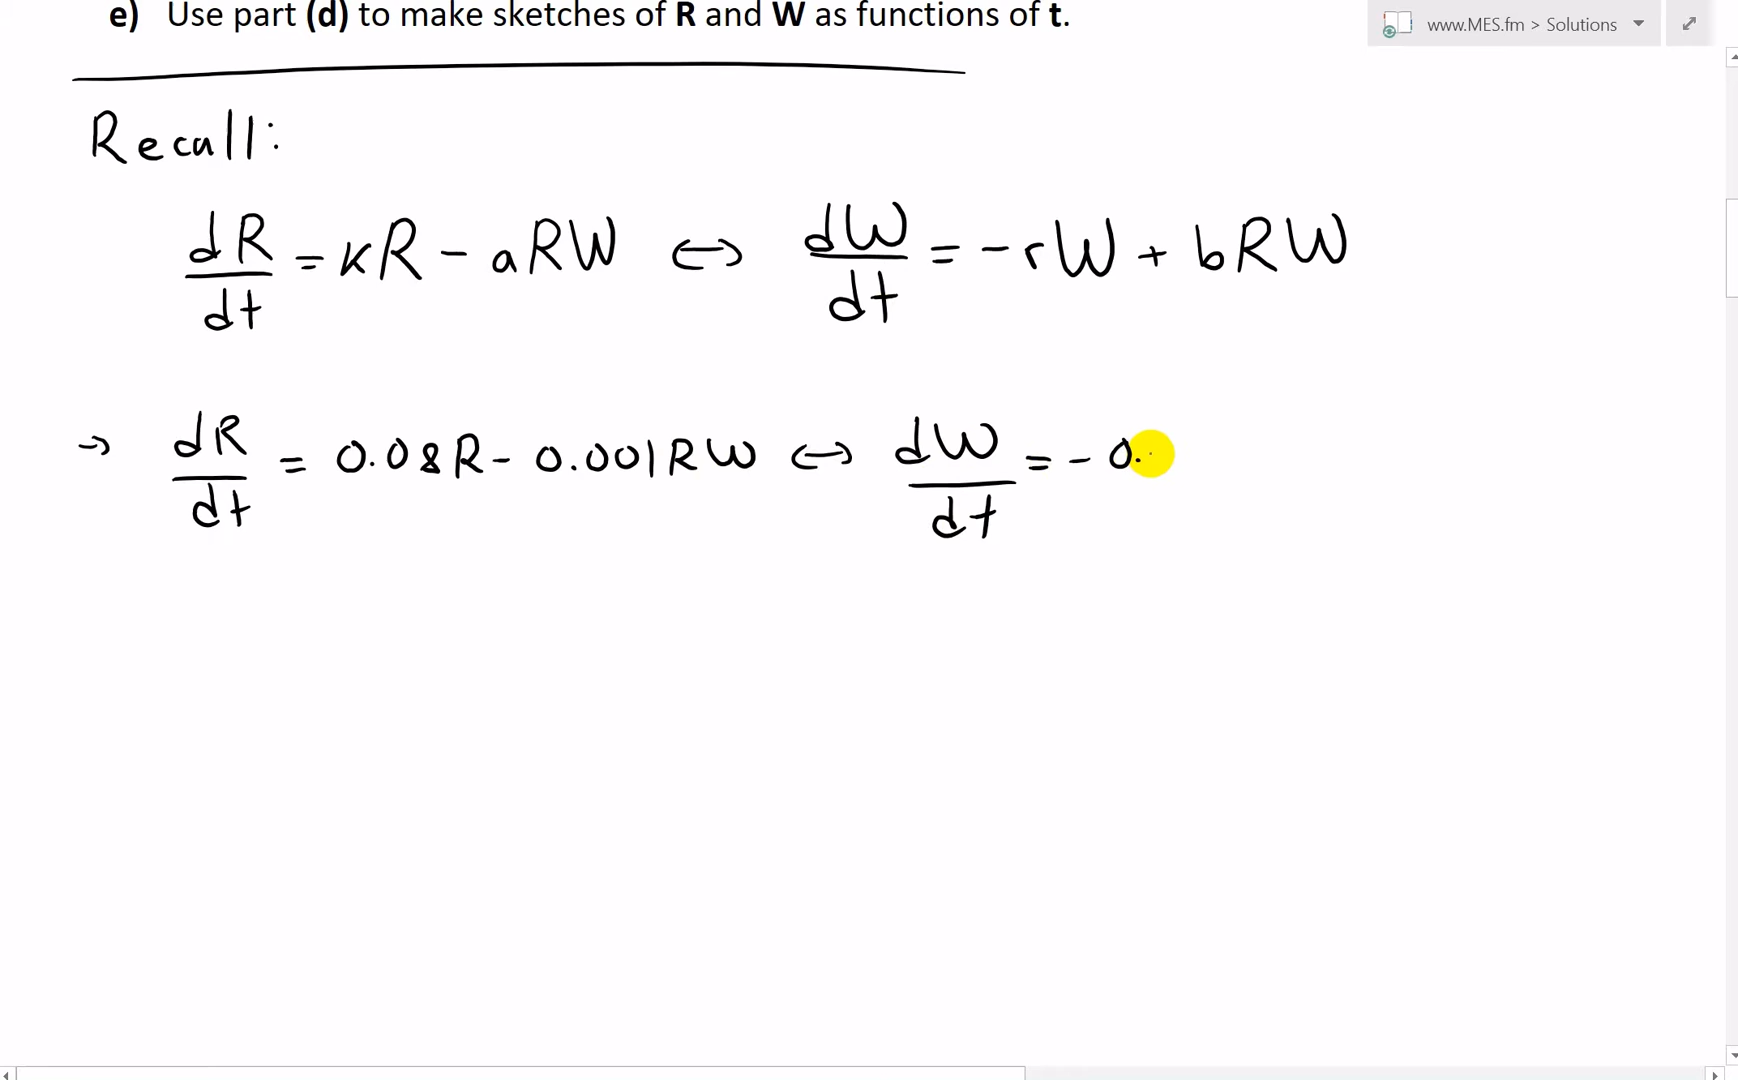 e) Use part (d) to make sketches of R and W as functions of t.
www.MES.fm > Solutions
Recall:
dR/dt = kR - aRW ↔ dW/dt = -rW + bRW
→ dR/dt = 0.08R - 0.001RW ↔ dW/dt = - 0.